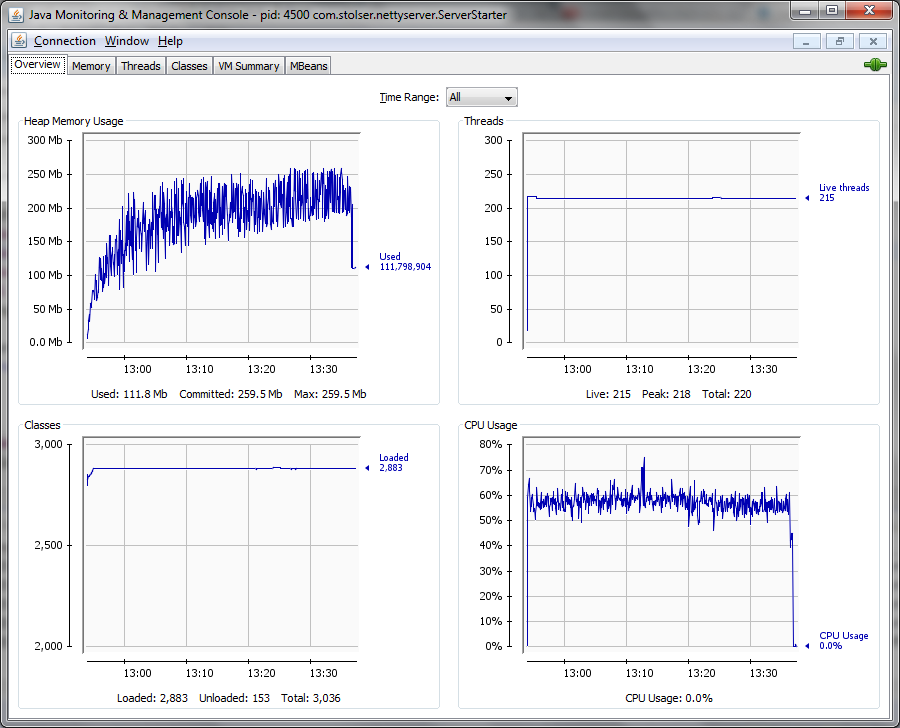 Java Monitoring & Management Console - pid: 4500 com.stolser.nettyserver.ServerStarter
Connection Window Help
Overview Memory Threads Classes VM Summary MBeans
Time Range: All
Heap Memory Usage
300 Mb
250 Mb
200 Mb
150 Mb
100 Mb
50 Mb
0.0 Mb
Used
111,798,904
13:00 13:10 13:20 13:30
Used: 111.8 Mb Committed: 259.5 Mb Max: 259.5 Mb
Threads
300
250
200
150
100
50
0
Live threads
215
13:00 13:10 13:20 13:30
Live: 215 Peak: 218 Total: 220
Classes
3,000
2,500
2,000
Loaded
2,883
13:00 13:10 13:20 13:30
Loaded: 2,883 Unloaded: 153 Total: 3,036
CPU Usage
80%
70%
60%
50%
40%
30%
20%
10%
0%
CPU Usage
0.0%
13:00 13:10 13:20 13:30
CPU Usage: 0.0%